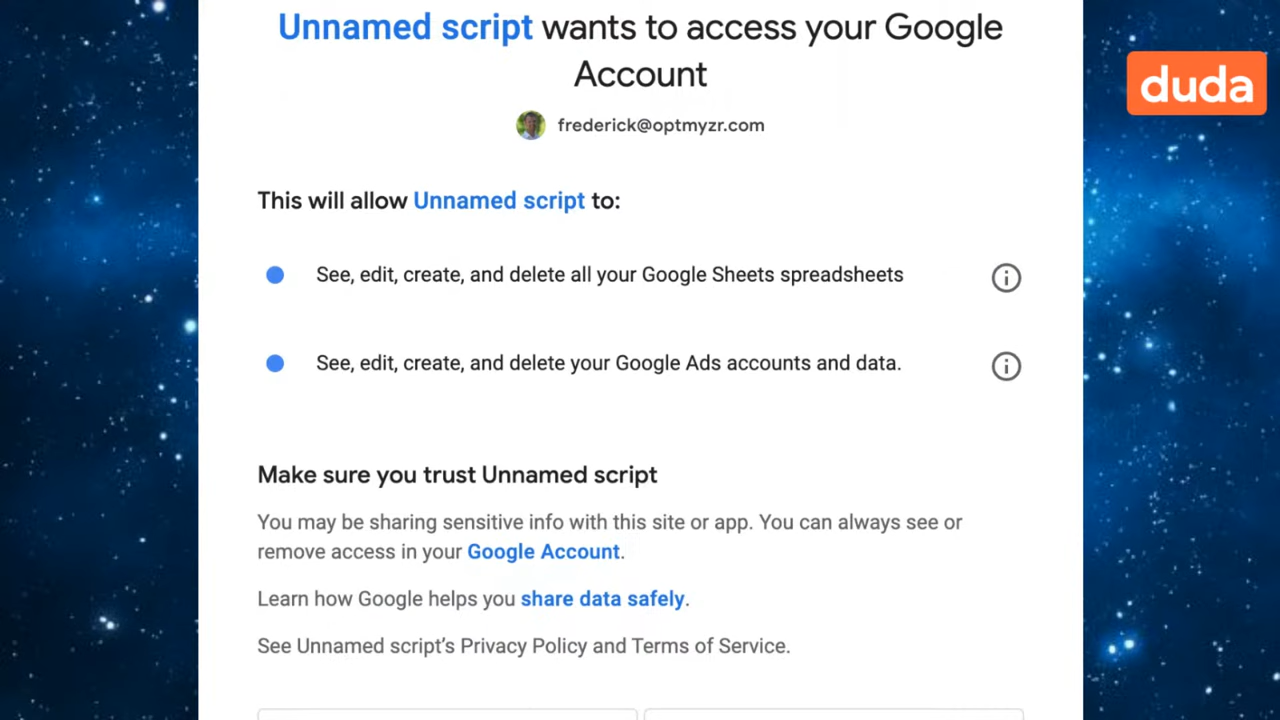 Unnamed script wants to access your Google
Account
duda
frederick@optmyzr.com
This will allow Unnamed script to:
See, edit, create, and delete all your Google Sheets spreadsheets
See, edit, create, and delete your Google Ads accounts and data.
Make sure you trust Unnamed script
You may be sharing sensitive info with this site or app. You can always see or
remove access in your Google Account.
Learn how Google helps you share data safely.
See Unnamed script's Privacy Policy and Terms of Service.